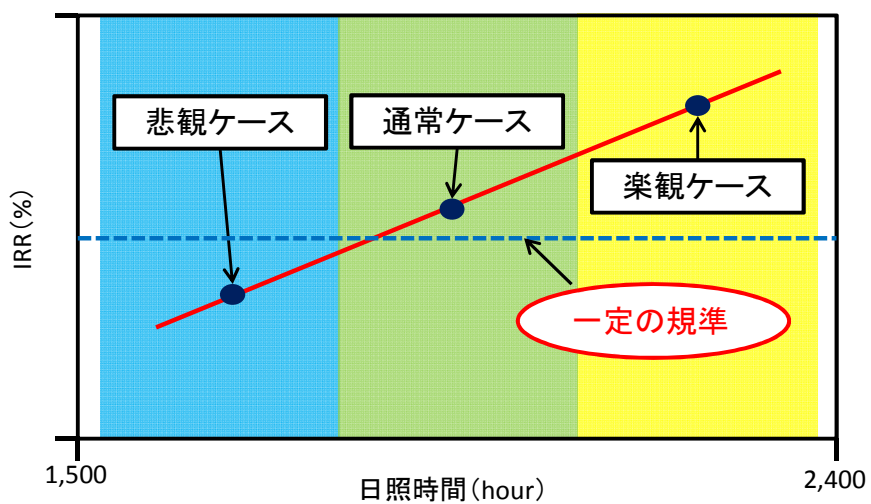 悲観ケース
通常ケース
楽観ケース
一定の規準
IRR(%)
1,500
日照時間(hour)
2,400